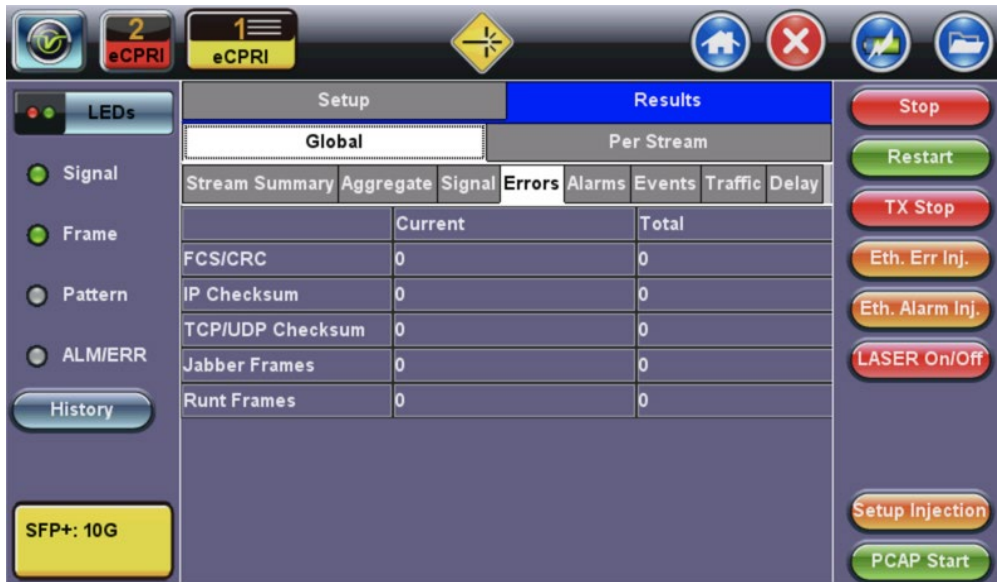 2
eCPRI
1
eCPRI
LEDs
Signal
Frame
Pattern
ALM/ERR
History
SFP+: 10G
Setup Results
Global Per Stream
Stream Summary Aggregate Signal Errors Alarms Events Traffic Delay
Current Total
FCS/CRC 0 0
IP Checksum 0 0
TCP/UDP Checksum 0 0
Jabber Frames 0 0
Runt Frames 0 0
Stop
Restart
TX Stop
Eth. Err Inj.
Eth. Alarm Inj.
LASER On/Off
Setup Injection
PCAP Start